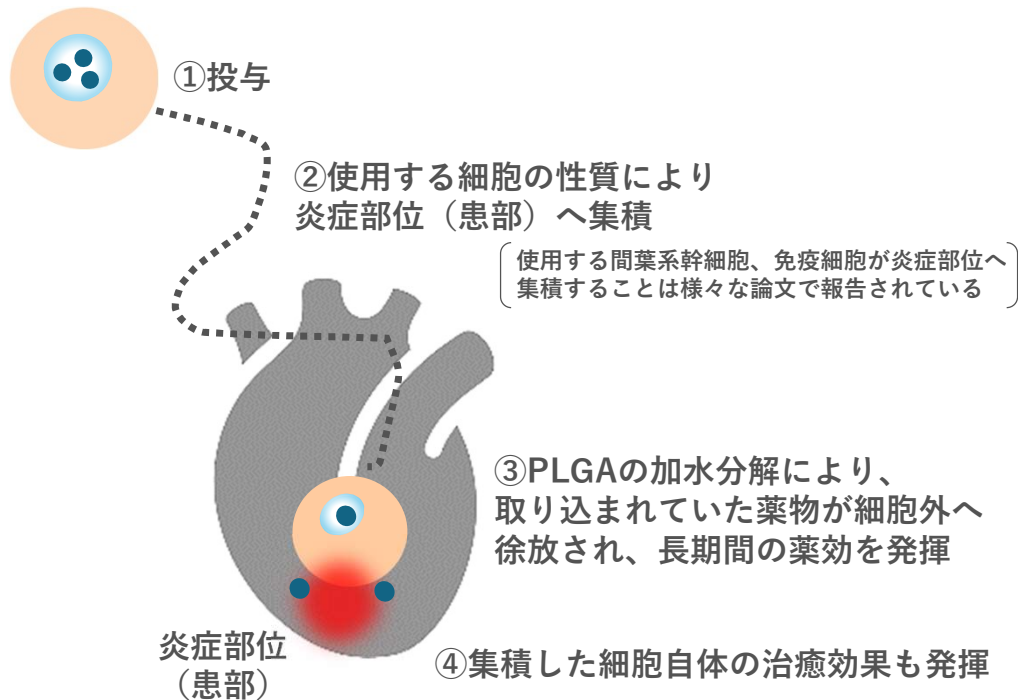 ①投与
②使用する細胞の性質により
炎症部位（患部）へ集積
使用する間葉系幹細胞、免疫細胞が炎症部位へ
集積することは様々な論文で報告されている
③PLGAの加水分解により、
取り込まれていた薬物が細胞外へ
徐放され、長期間の薬効を発揮
炎症部位
（患部）
④集積した細胞自体の治癒効果も発揮